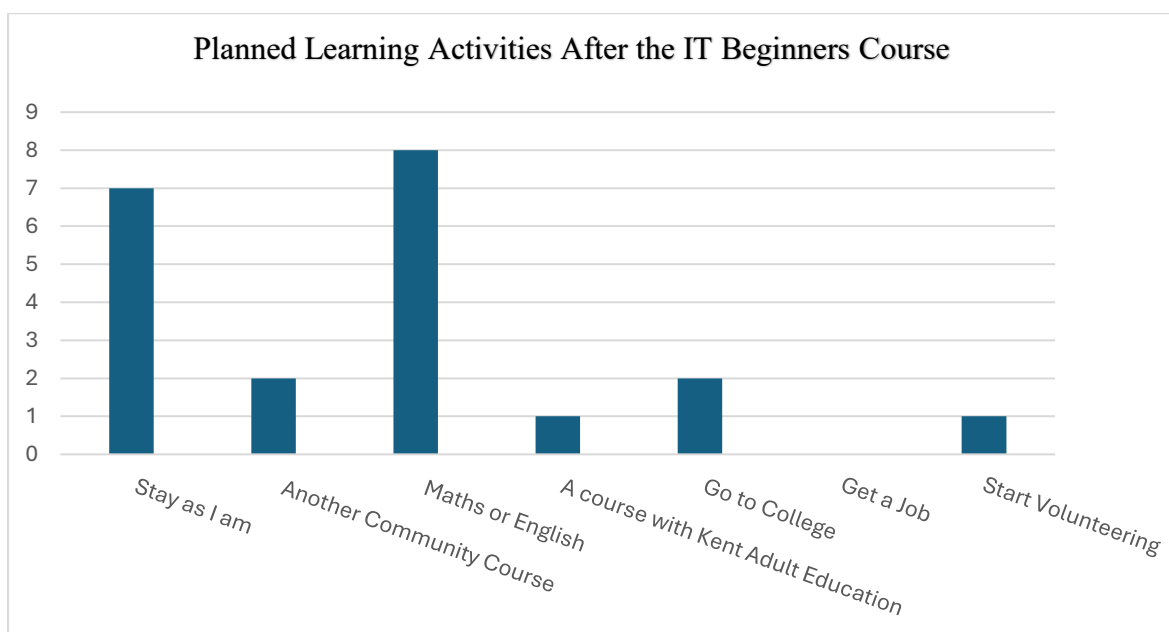 Planned Learning Activities After the IT Beginners Course
9
8
7
6
5
4
3
2
1
0
Stay as I am
Another Community Course
Maths or English
A course with Kent Adult Education
Go to College
Get a Job
Start Volunteering